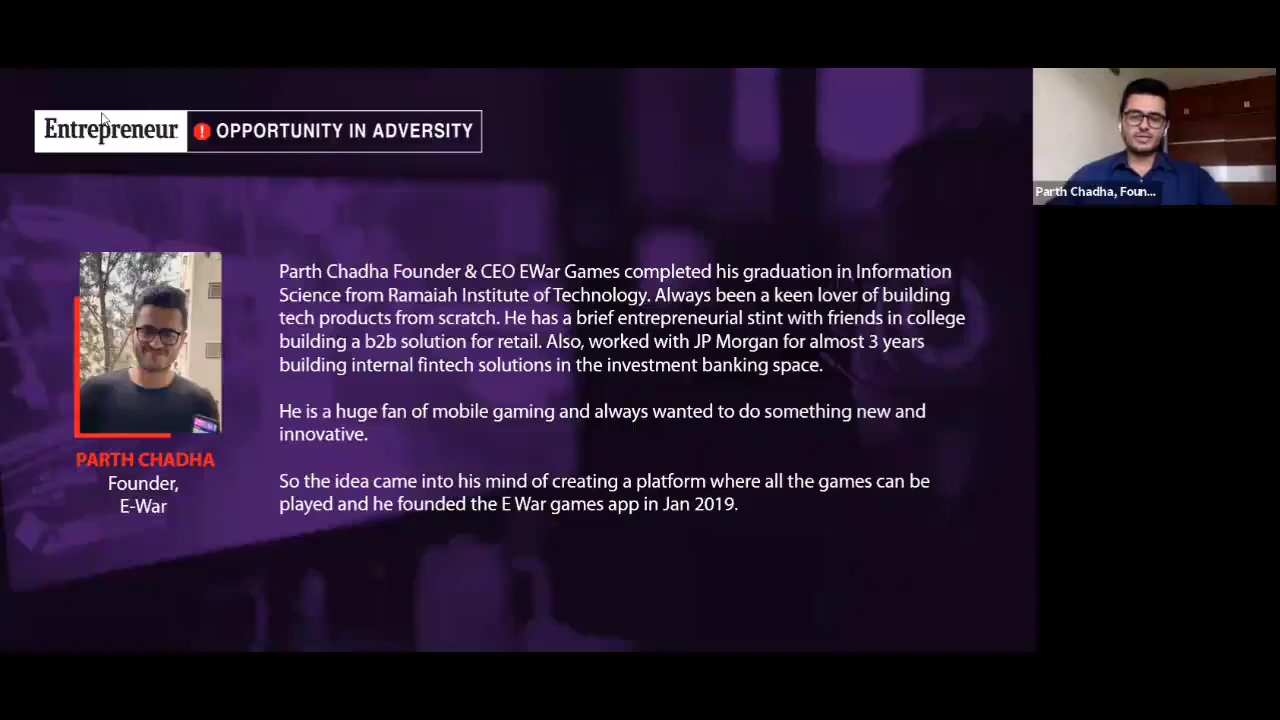 Entrepreneur
! OPPORTUNITY IN ADVERSITY
Parth Chadha, Foun...
Parth Chadha Founder & CEO EWar Games completed his graduation in Information
Science from Ramaiah Institute of Technology. Always been a keen lover of building
tech products from scratch. He has a brief entrepreneurial stint with friends in college
building a b2b solution for retail. Also, worked with JP Morgan for almost 3 years
building internal fintech solutions in the investment banking space.
He is a huge fan of mobile gaming and always wanted to do something new and
innovative.
So the idea came into his mind of creating a platform where all the games can be
played and he founded the E War games app in Jan 2019.
PARTH CHADHA
Founder,
E-War